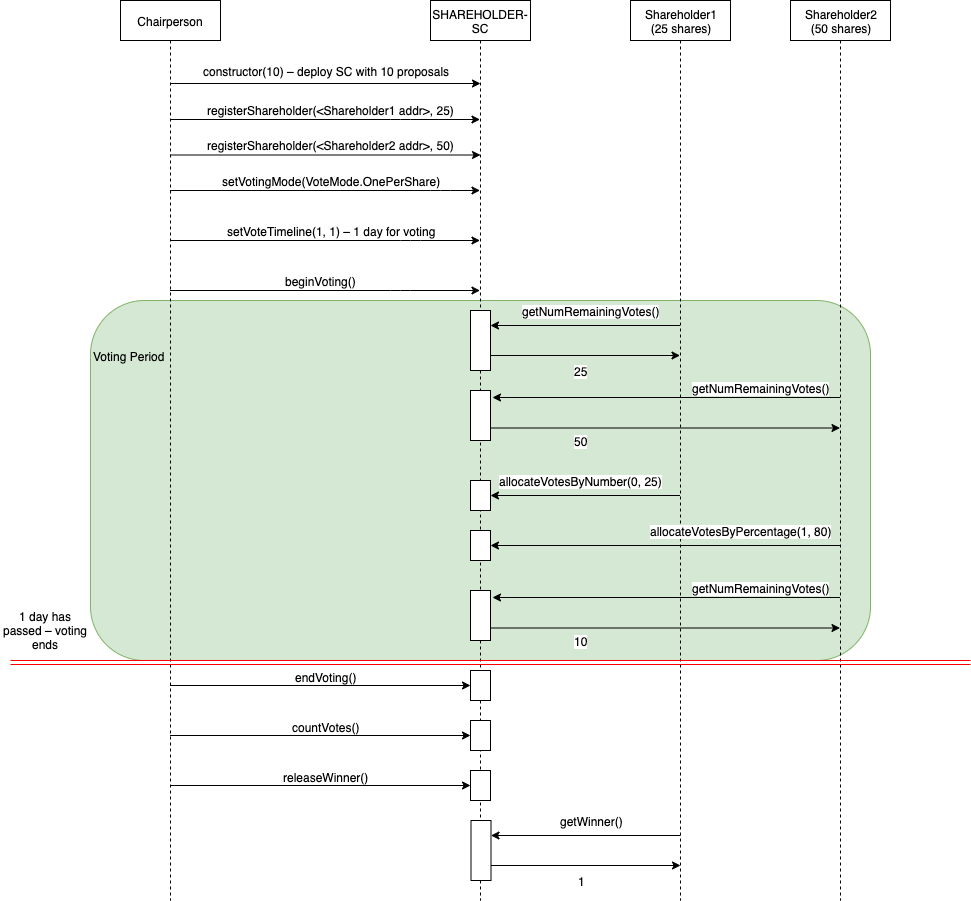 Chairperson
SHAREHOLDER-
SC
Shareholder1
(25 shares)
Shareholder2
(50 shares)
constructor(10) – deploy SC with 10 proposals
registerShareholder(<Shareholder1 addr>, 25)
registerShareholder(<Shareholder2 addr>, 50)
setVotingMode(VoteMode.OnePerShare)
setVoteTimeline(1, 1) – 1 day for voting
beginVoting()
getNumRemainingVotes()
Voting Period
25
getNumRemainingVotes()
50
allocateVotesByNumber(0, 25)
allocateVotesByPercentage(1, 80)
getNumRemainingVotes()
1 day has
passed – voting
ends
10
endVoting()
countVotes()
releaseWinner()
getWinner()
1